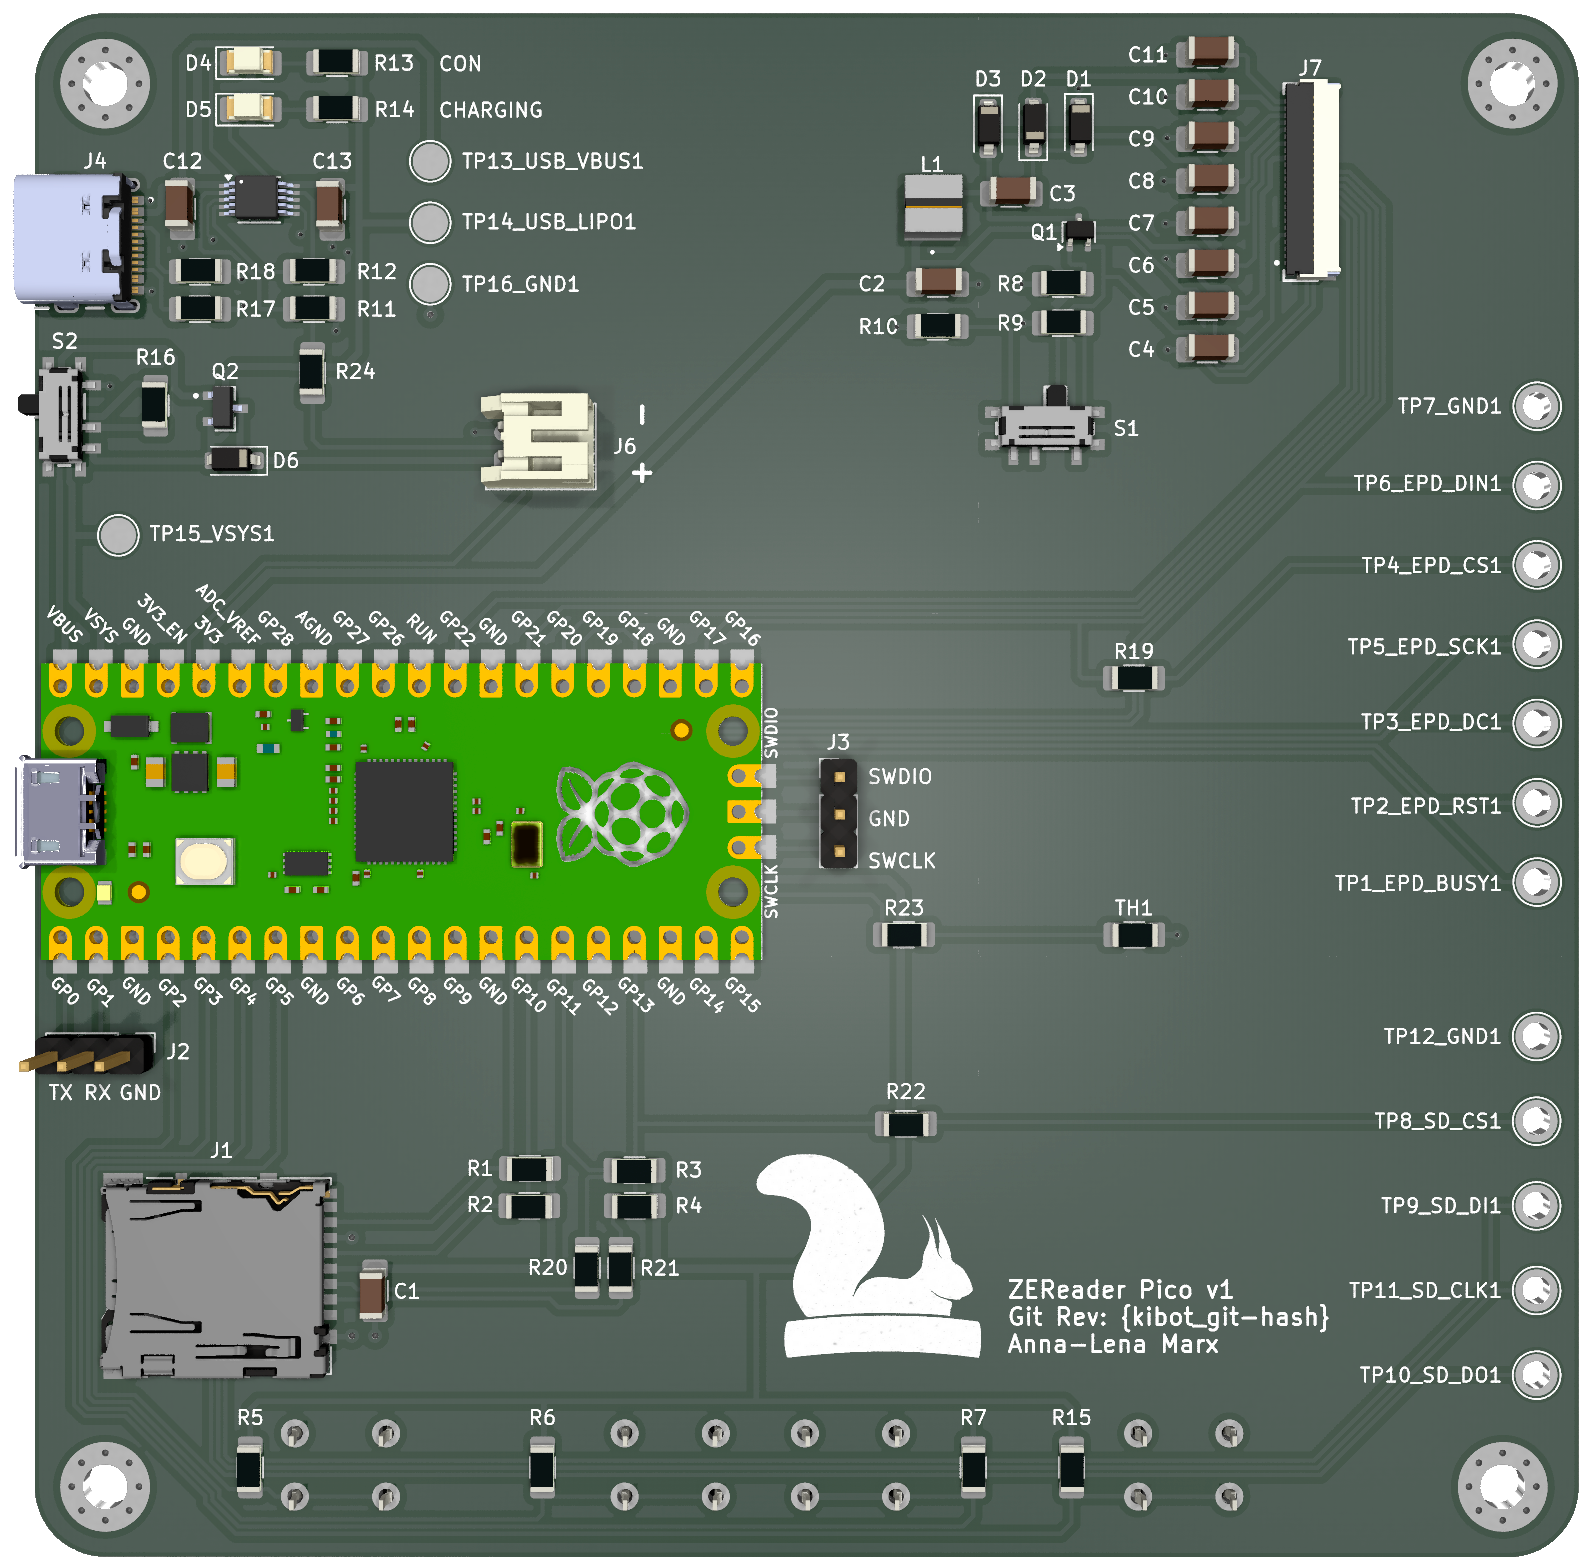 D4
R13
CON
D5
R14
CHARGING
C11
J7
D3
D2
D1
C10
C9
J4
C12
C13
TP13_USB_VBUS1
L1
C3
C8
TP14_USB_LIPO1
Q1
C7
R18
R12
TP16_GND1
C2
R8
C6
R17
R11
R10
R9
C5
S2
R16
Q2
R24
C4
TP7_GND1
J6
-
+
S1
D6
TP6_EPD_DIN1
TP15_VSYS1
TP4_EPD_CS1
VBUS
VSYS
GND
3V3_EN
3V3
ADC_VREF
GP28
AGND
GP27
GP26
RUN
GP22
GND
GP21
GP20
GP19
GP18
GND
GP17
GP16
R19
TP5_EPD_SCK1
TP3_EPD_DC1
SWDIO
J3
SWDIO
GND
SWCLK
SWCLK
TP2_EPD_RST1
TP1_EPD_BUSY1
R23
TH1
GP0
GP1
GND
GP2
GP3
GP4
GP5
GND
GP6
GP7
GP8
GP9
GND
GP10
GP11
GP12
GP13
GND
GP14
GP15
J2
TX RX GND
TP12_GND1
R22
TP8_SD_CS1
J1
R1
R3
R2
R4
TP9_SD_DI1
R20
R21
C1
ZEReader Pico v1
Git Rev: {kibot_git-hash}
Anna-Lena Marx
TP11_SD_CLK1
TP10_SD_DO1
R5
R6
R7
R15